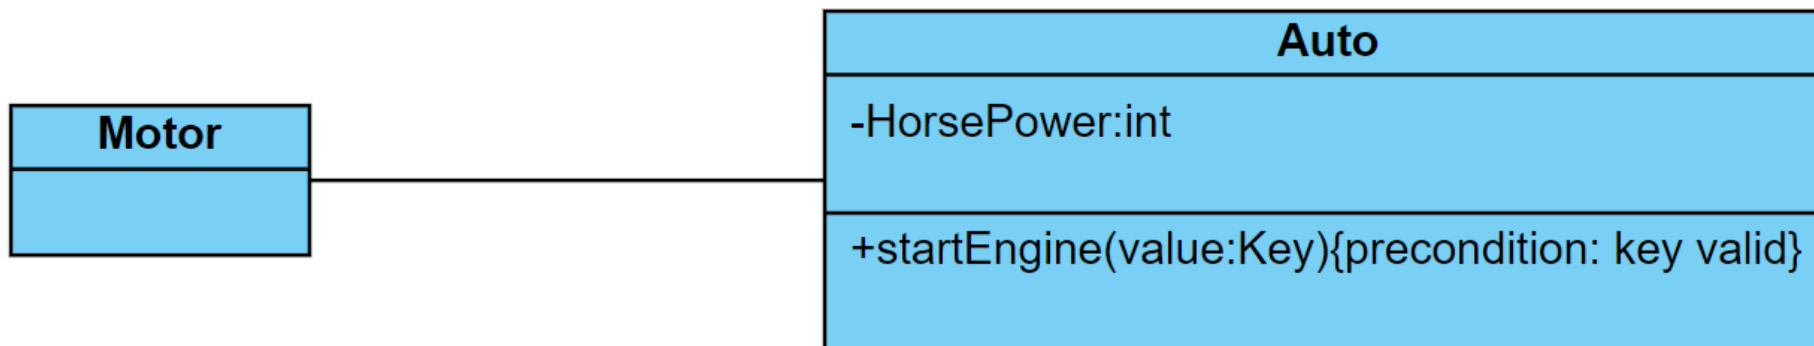 Motor
Auto
-HorsePower:int
+startEngine(value:Key){precondition: key valid}